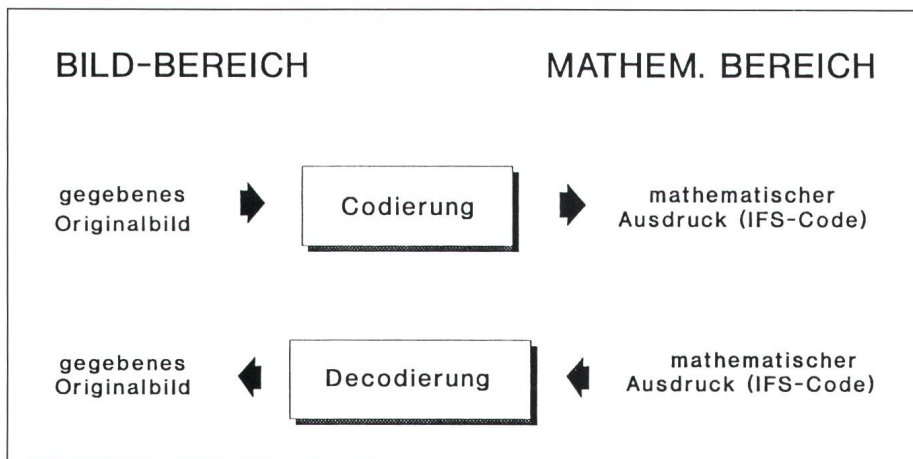 BILD-BEREICH
MATHEM. BEREICH
gegebenes
Originalbild
Codierung
mathematischer
Ausdruck (IFS-Code)
gegebenes
Originalbild
Decodierung
mathematischer
Ausdruck (IFS-Code)